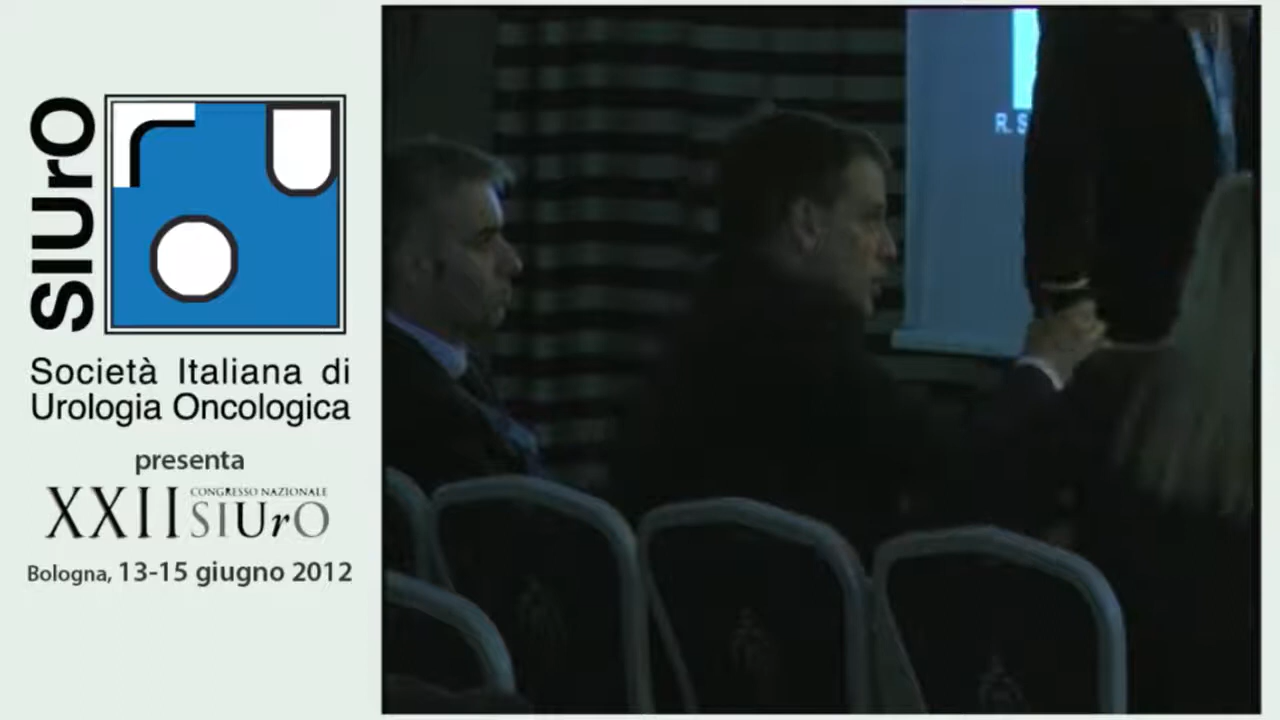 SIUrO
Società Italiana di
Urologia Oncologica
presenta
XXII CONGRESSO NAZIONALE
SIUrO
Bologna, 13-15 giugno 2012
R. S